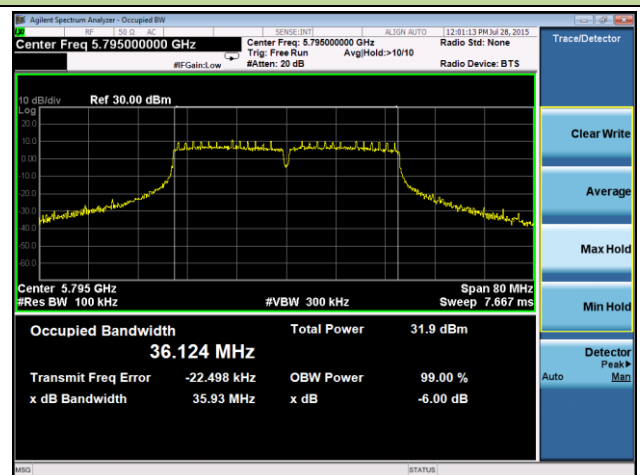 Agilent Spectrum Analyzer - Occupied BW
RF 50 Ω AC SENSE:INT ALIGN AUTO 12:01:13 PM Jul 28, 2015
Center Freq 5.795000000 GHz
Center Freq: 5.795000000 GHz
Radio Std: None
Trig: Free Run Avg|Hold:>10/10
#IFGain:Low
#Atten: 20 dB
Radio Device: BTS
Trace/Detector
10 dB/div Ref 30.00 dBm
Log
20.0
10.0
0.00
-10.0
-20.0
-30.0
-40.0
-50.0
-60.0
Center 5.795 GHz
Span 80 MHz
#Res BW 100 kHz
#VBW 300 kHz
Sweep 7.667 ms
Occupied Bandwidth
36.124 MHz
Total Power 31.9 dBm
Transmit Freq Error -22.498 kHz
OBW Power 99.00 %
x dB Bandwidth 35.93 MHz
x dB -6.00 dB
Clear Write
Average
Max Hold
Min Hold
Detector
Peak▶
Auto Man
MSG
STATUS